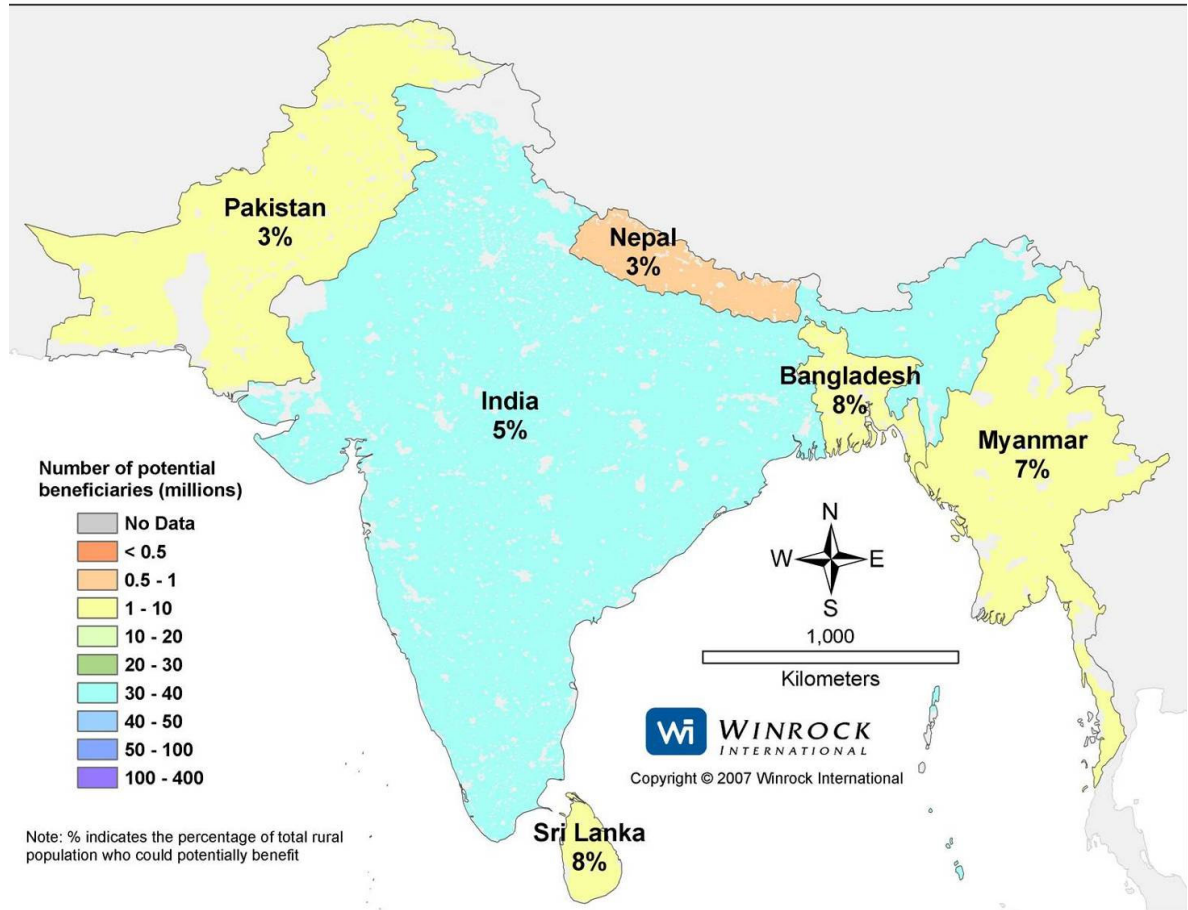 Pakistan
3%
Nepal
3%
India
5%
Bangladesh
8%
Myanmar
7%
Sri Lanka
8%
Number of potential
beneficiaries (millions)
No Data
< 0.5
0.5 - 1
1 - 10
10 - 20
20 - 30
30 - 40
40 - 50
50 - 100
100 - 400
Note: % indicates the percentage of total rural
population who could potentially benefit
N
W E
S
1,000
Kilometers
Wi WINROCK
INTERNATIONAL
Copyright © 2007 Winrock International